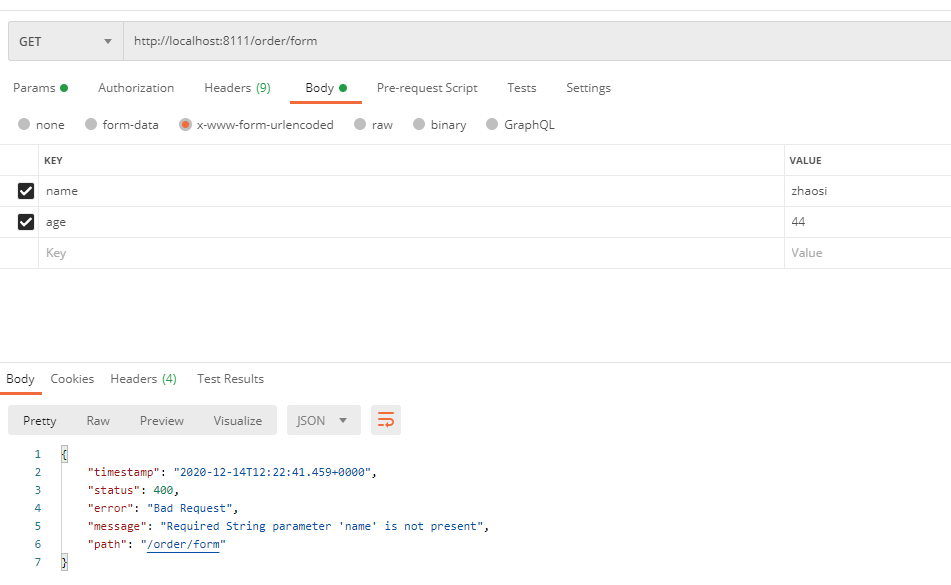 GET http://localhost:8111/order/form
Params Authorization Headers (9) Body Pre-request Script Tests Settings
none form-data x-www-form-urlencoded raw binary GraphQL
KEY VALUE
name zhaosi
age 44
Key Value
Body Cookies Headers (4) Test Results
Pretty Raw Preview Visualize JSON
1 {
2 "timestamp": "2020-12-14T12:22:41.459+0000",
3 "status": 400,
4 "error": "Bad Request",
5 "message": "Required String parameter 'name' is not present",
6 "path": "/order/form"
7 }